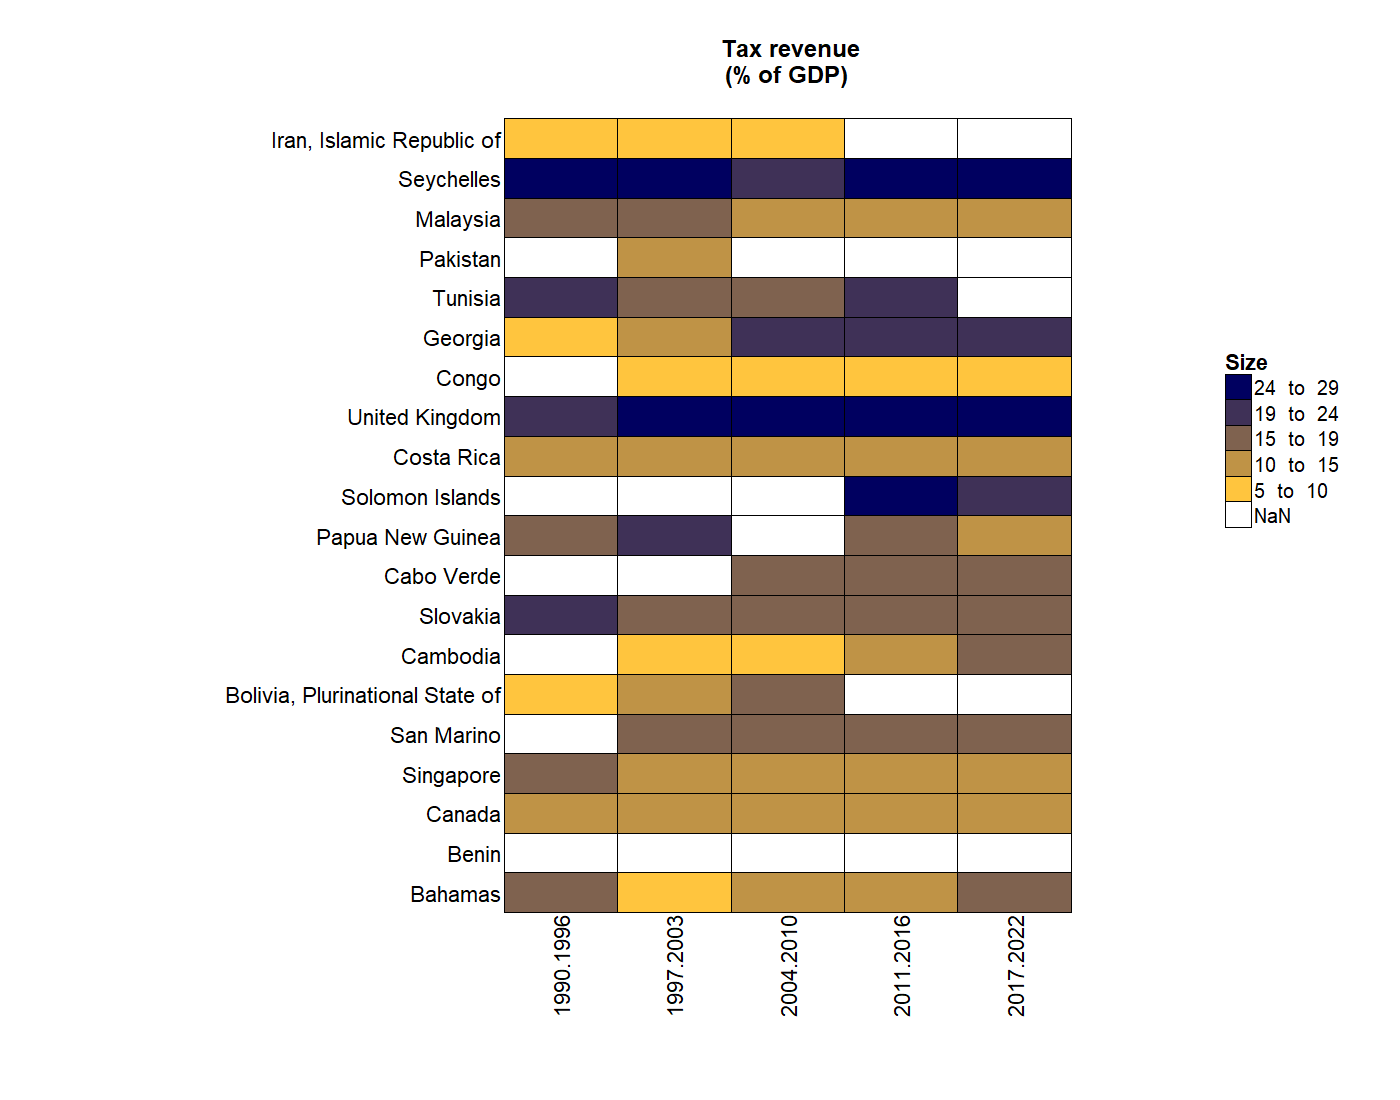 Tax revenue
(% of GDP)
Iran, Islamic Republic of
Seychelles
Malaysia
Pakistan
Tunisia
Georgia
Congo
United Kingdom
Costa Rica
Solomon Islands
Papua New Guinea
Cabo Verde
Slovakia
Cambodia
Bolivia, Plurinational State of
San Marino
Singapore
Canada
Benin
Bahamas
1990.1996
1997.2003
2004.2010
2011.2016
2017.2022
Size
24 to 29
19 to 24
15 to 19
10 to 15
5 to 10
NaN